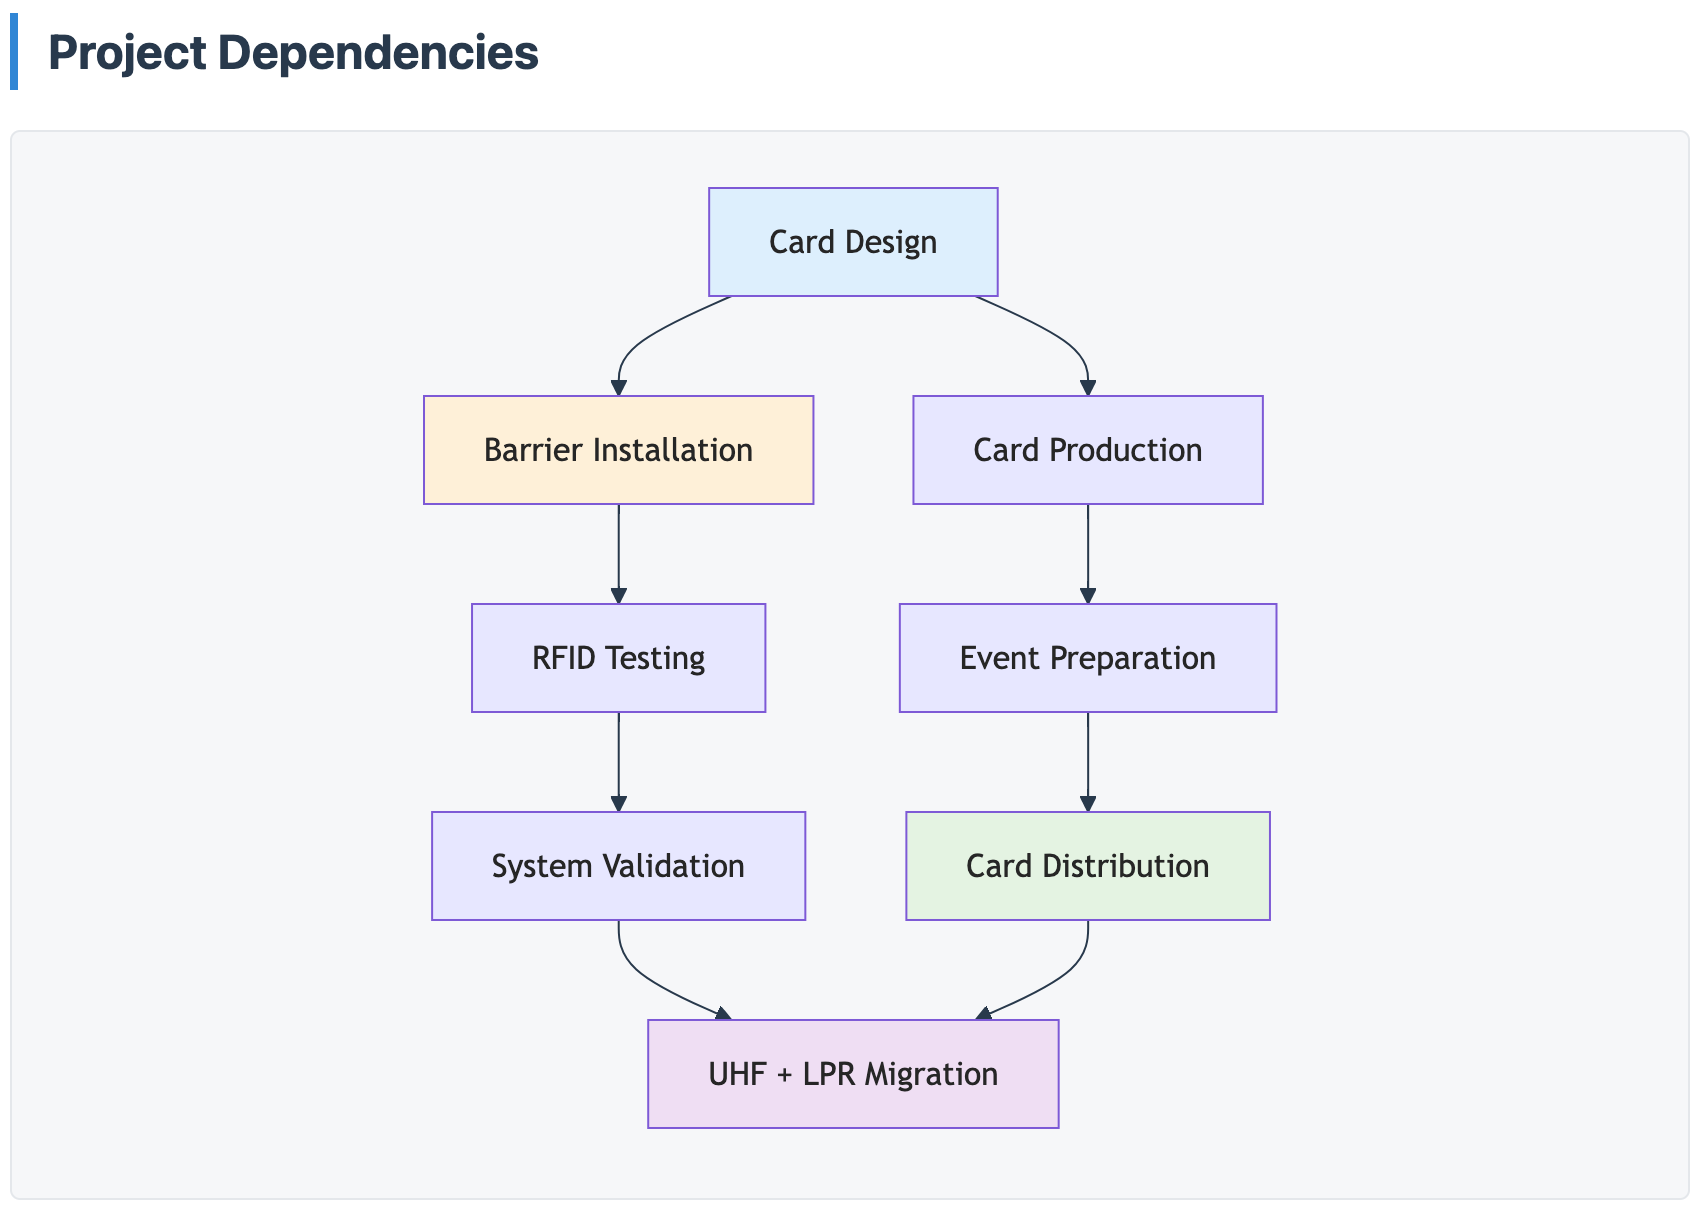 Project Dependencies
Card Design
Barrier Installation
Card Production
RFID Testing
Event Preparation
System Validation
Card Distribution
UHF + LPR Migration